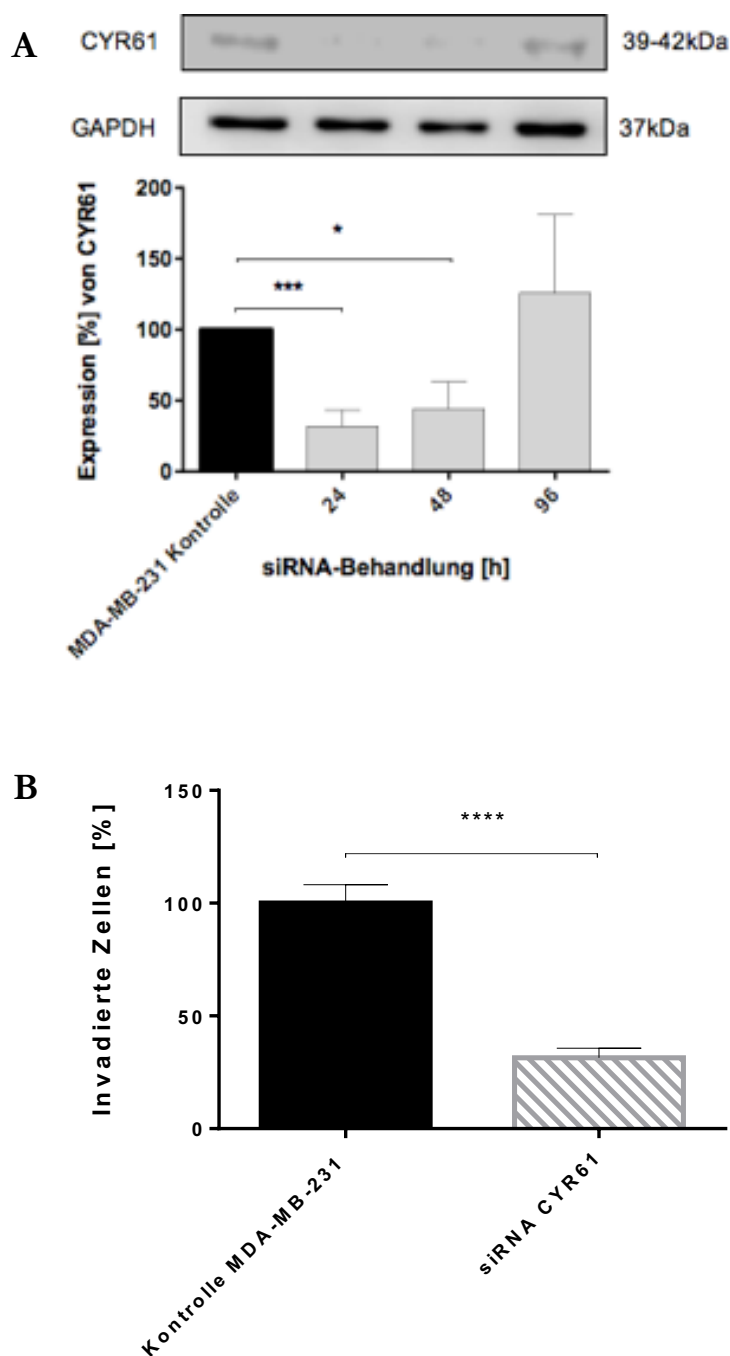 A
CYR61
39-42kDa
GAPDH
37kDa
Expression [%] von CYR61
200
150
100
50
0
*
***
MDA-MB-231 Kontrolle
24
48
96
siRNA-Behandlung [h]
B
Invadierte Zellen [%]
150
100
50
0
****
Kontrolle MDA-MB-231
siRNA CYR61